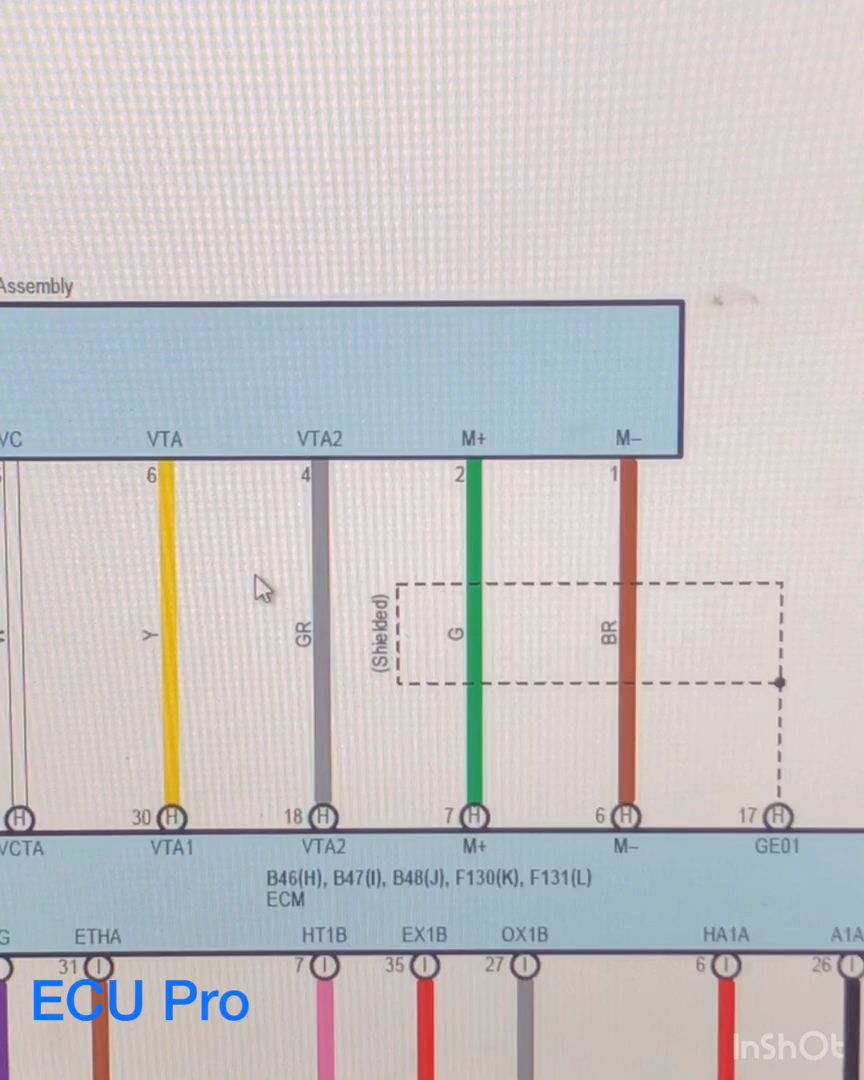 Assembly
VC VTA VTA2 M+ M–
6 4 2 1
(Shielded)
Y GR G BR
H 30 H 18 H 7 H 6 H 17 H
VCTA VTA1 VTA2 M+ M– GE01
B46(H), B47(I), B48(J), F130(K), F131(L)
ECM
G ETHA HT1B EX1B OX1B HA1A A1A
31 I 7 I 35 I 27 I 6 I 26 I
ECU Pro
InShOt